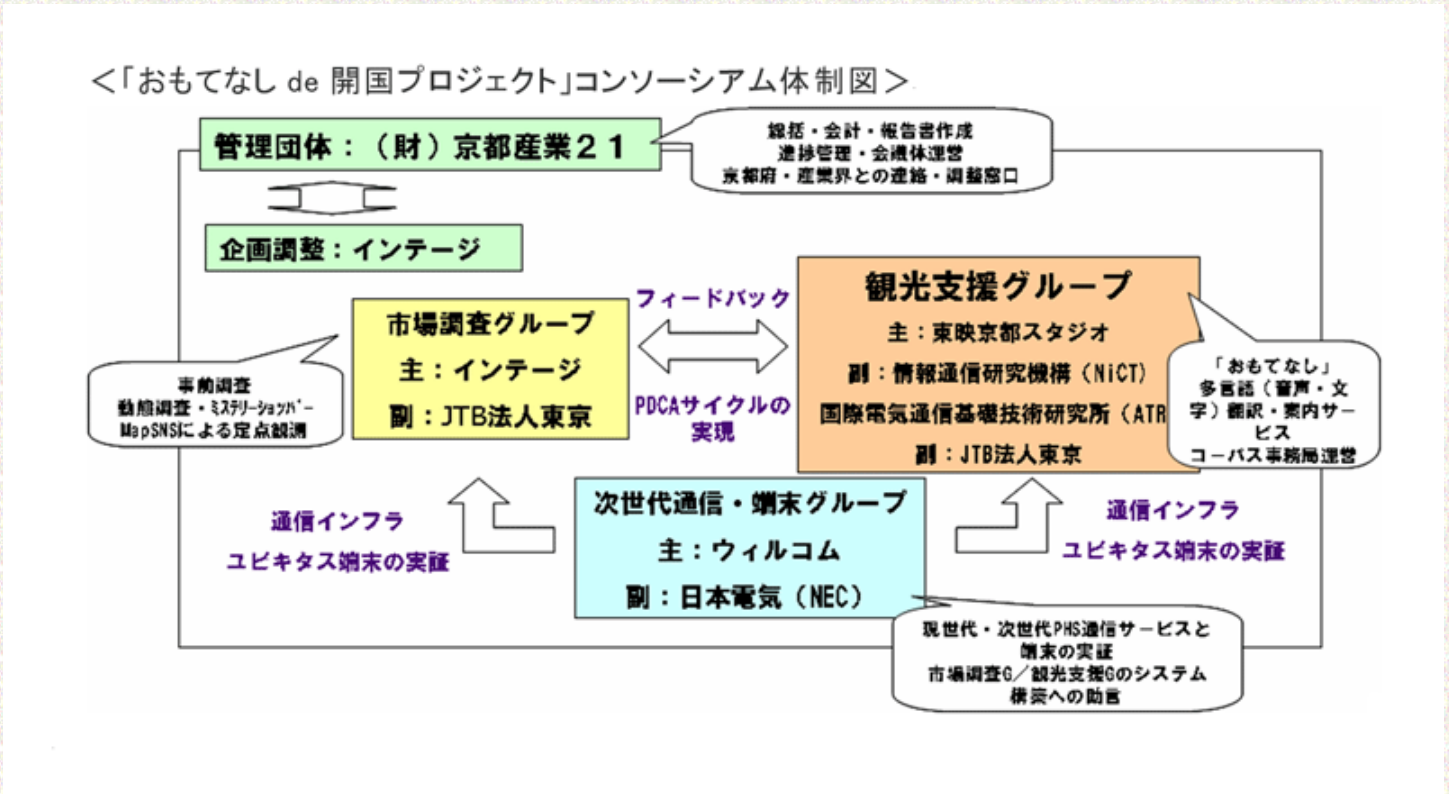 ＜「おもてなし de 開国プロジェクト」コンソーシアム体制図＞
管理団体：（財）京都産業２１
総括・会計・報告書作成
進捗管理・会議体運営
京都府・産業界との連絡・調整窓口
企画調整：インテージ
市場調査グループ
主：インテージ
副：JTB法人東京
事前調査
動態調査・ミステリーショッパー
MapSNSによる定点観測
フィードバック
PDCAサイクルの
実現
観光支援グループ
主：東映京都スタジオ
副：情報通信研究機構（NiCT）
国際電気通信基礎技術研究所（ATR
副：JTB法人東京
「おもてなし」
多言語（音声・文
字）翻訳・案内サー
ビス
コーパス事務局運営
通信インフラ
ユビキタス端末の実証
次世代通信・端末グループ
主：ウィルコム
副：日本電気（NEC）
通信インフラ
ユビキタス端末の実証
現世代・次世代PHS通信サービスと
端末の実証
市場調査G／観光支援Gのシステム
構築への助言